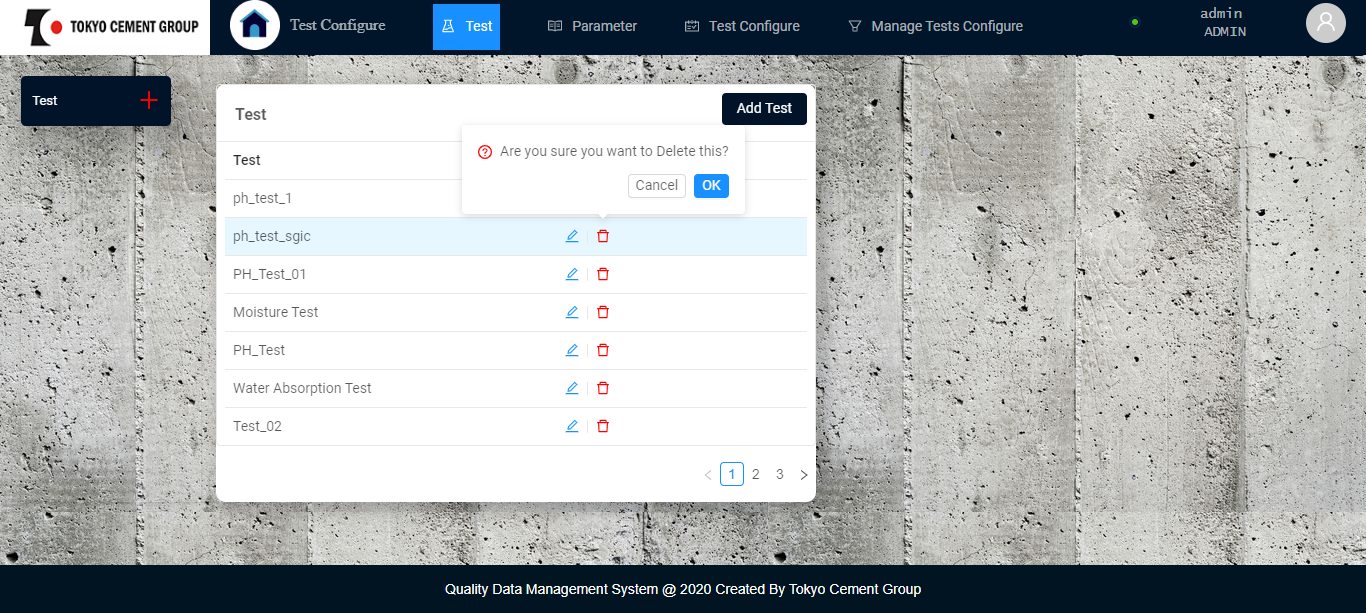 TOKYO CEMENT GROUP
Test Configure
Test
Parameter
Test Configure
Manage Tests Configure
admin
ADMIN
Test
Test
Add Test
Are you sure you want to Delete this?
Cancel
OK
Test
ph_test_1
ph_test_sgic
PH_Test_01
Moisture Test
PH_Test
Water Absorption Test
Test_02
< 1 2 3 >
Quality Data Management System @ 2020 Created By Tokyo Cement Group